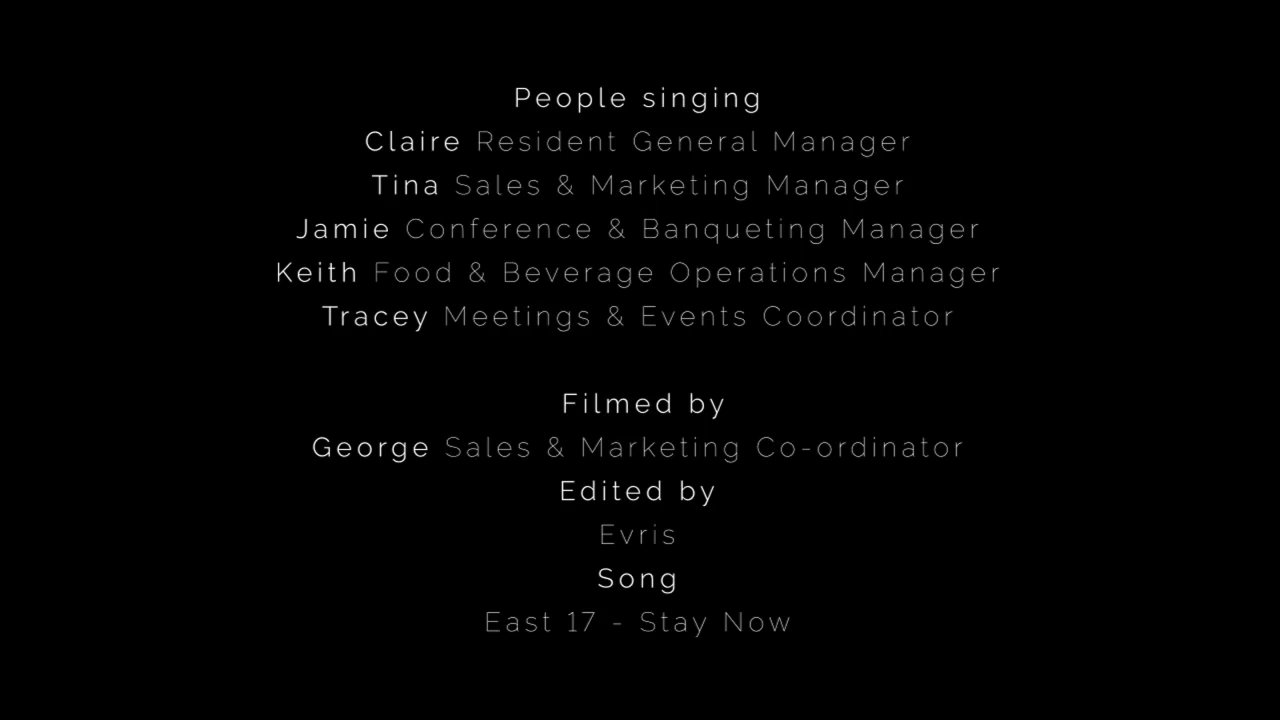 People singing
Claire Resident General Manager
Tina Sales & Marketing Manager
Jamie Conference & Banqueting Manager
Keith Food & Beverage Operations Manager
Tracey Meetings & Events Coordinator
Filmed by
George Sales & Marketing Co-ordinator
Edited by
Evris
Song
East 17 - Stay Now